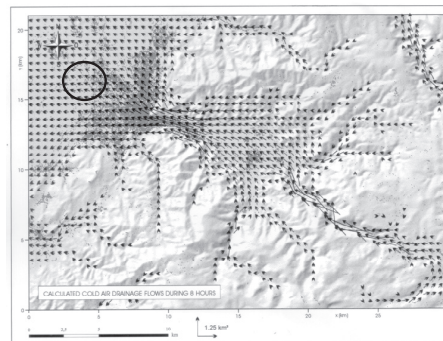 20
15
10
5
0
y (km)
CALCULATED COLD AIR DRAINAGE FLOWS DURING 8 HOURS
0 5 10 15 20 25
x (km)
km
1.25 km²